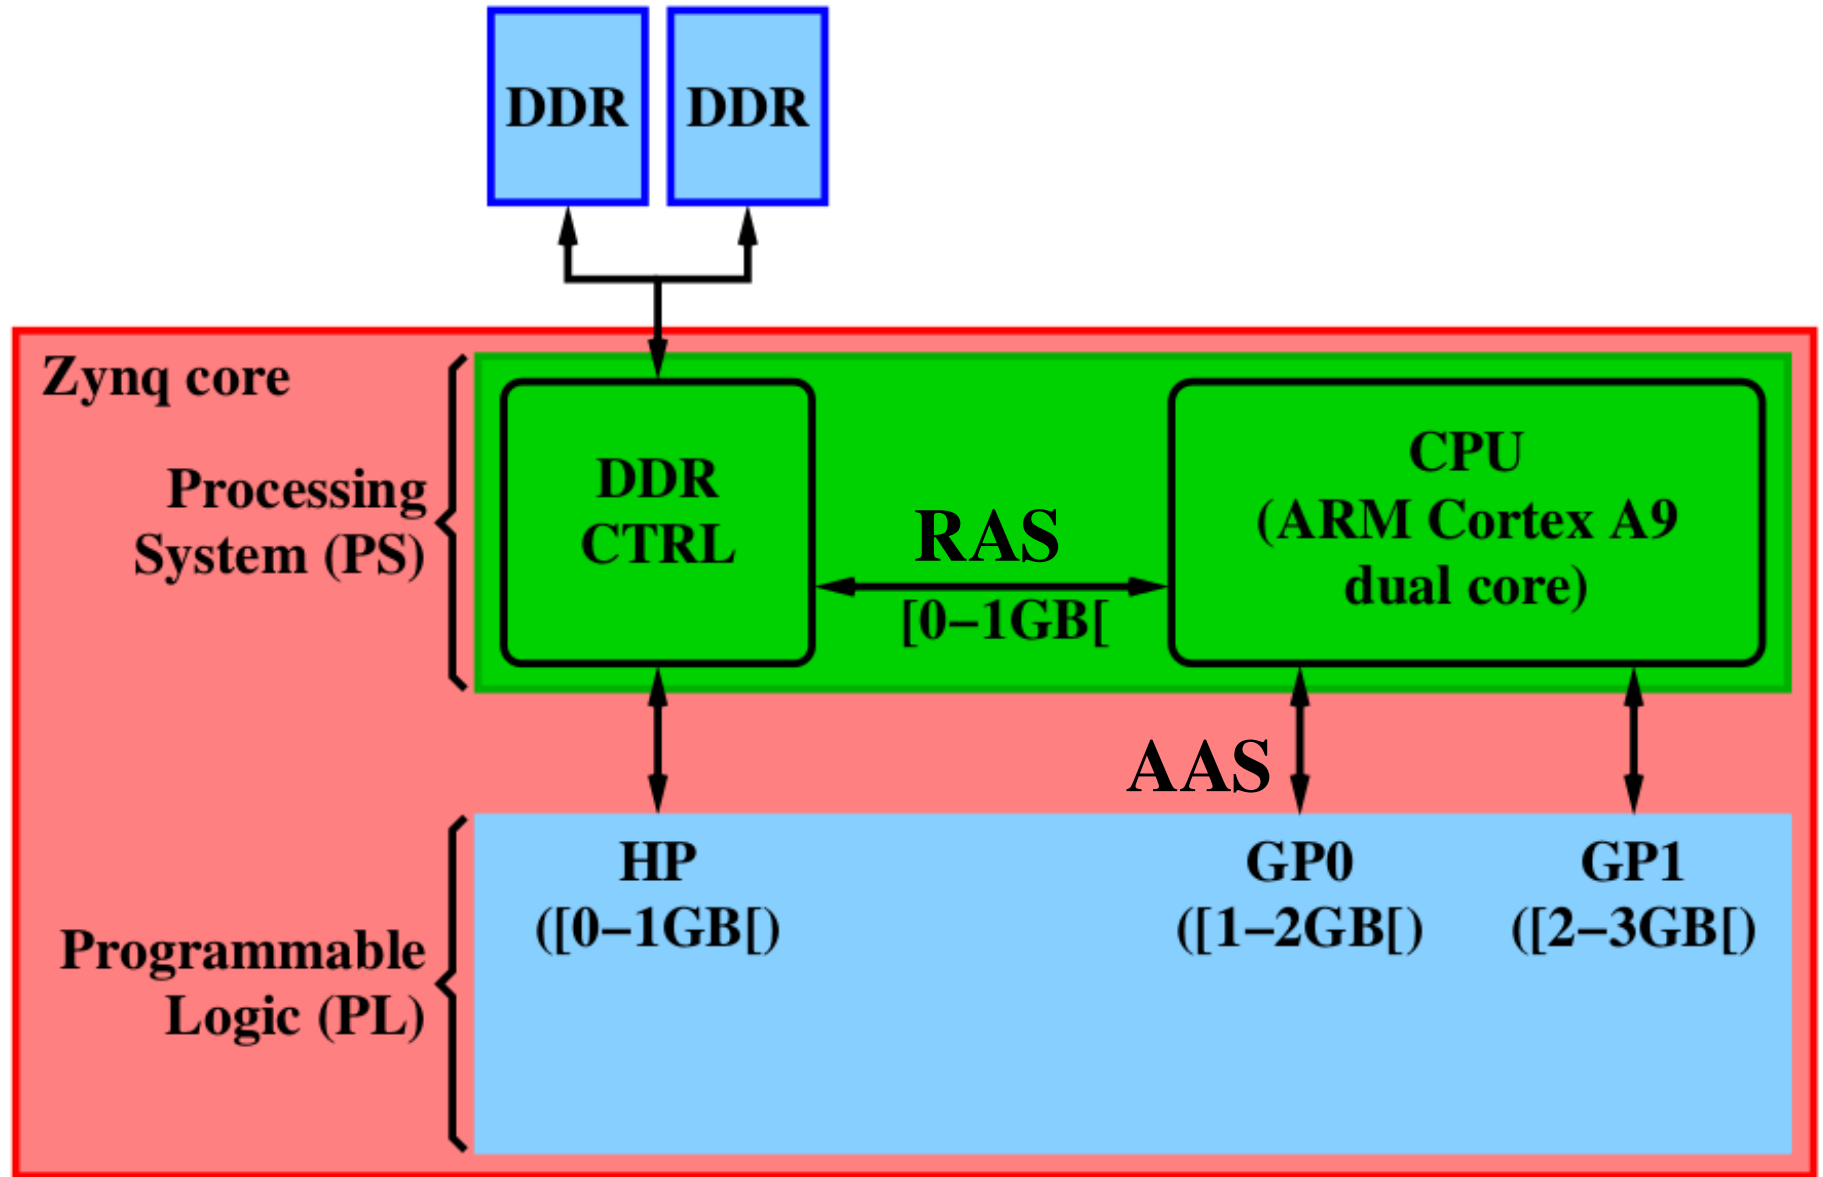 DDR
DDR
Zynq core
Processing
System (PS)
DDR
CTRL
RAS
[0−1GB[
CPU
(ARM Cortex A9
dual core)
AAS
Programmable
Logic (PL)
HP
([0−1GB[)
GP0
([1−2GB[)
GP1
([2−3GB[)